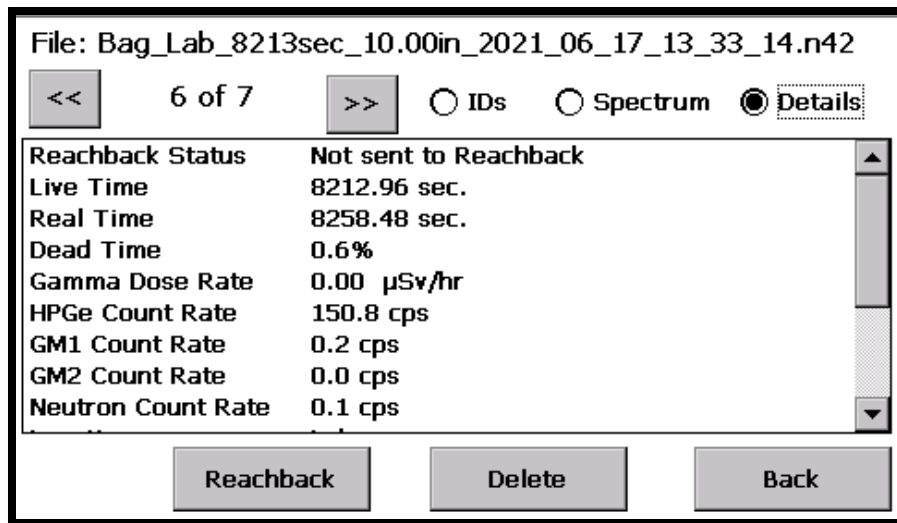 File: Bag_Lab_8213sec_10.00in_2021_06_17_13_33_14.n42
<< 6 of 7 >> IDs Spectrum Details
Reachback Status Not sent to Reachback
Live Time 8212.96 sec.
Real Time 8258.48 sec.
Dead Time 0.6%
Gamma Dose Rate 0.00 µSv/hr
HPGe Count Rate 150.8 cps
GM1 Count Rate 0.2 cps
GM2 Count Rate 0.0 cps
Neutron Count Rate 0.1 cps
Reachback Delete Back